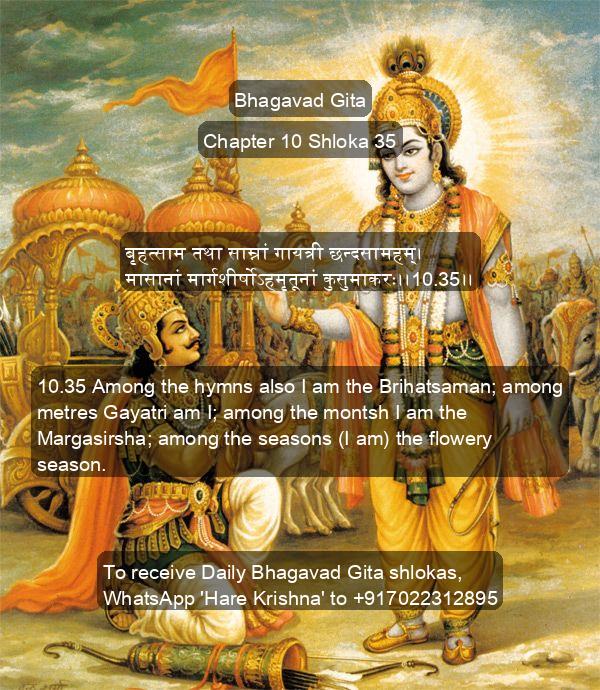 Bhagavad Gita
Chapter 10 Shloka 35
बृहत्साम तथा साम्नां गायत्री छन्दसामहम्।
मासानां मार्गशीर्षोऽहमृतूनां कुसुमाकरः।।10.35।।
10.35 Among the hymns also I am the Brihatsaman; among
metres Gayatri am I; among the montsh I am the
Margasirsha; among the seasons (I am) the flowery
season.
To receive Daily Bhagavad Gita shlokas,
WhatsApp 'Hare Krishna' to +917022312895